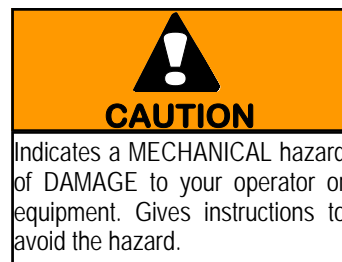 CAUTION
Indicates a MECHANICAL hazard
of DAMAGE to your operator or
equipment. Gives instructions to
avoid the hazard.